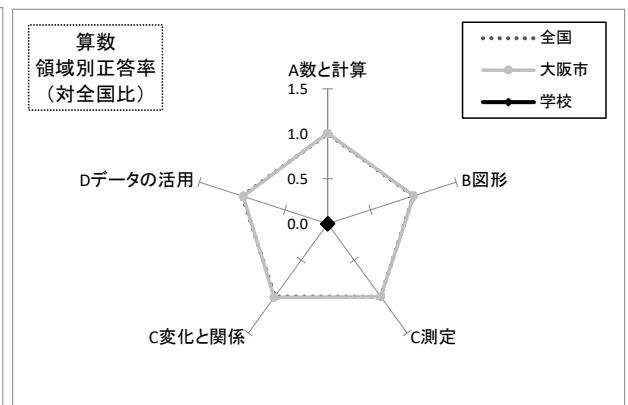 算数
領域別正答率
（対全国比）
全国
大阪市
学校
A数と計算
1.5
1.0
0.5
0.0
B図形
C測定
C変化と関係
Dデータの活用